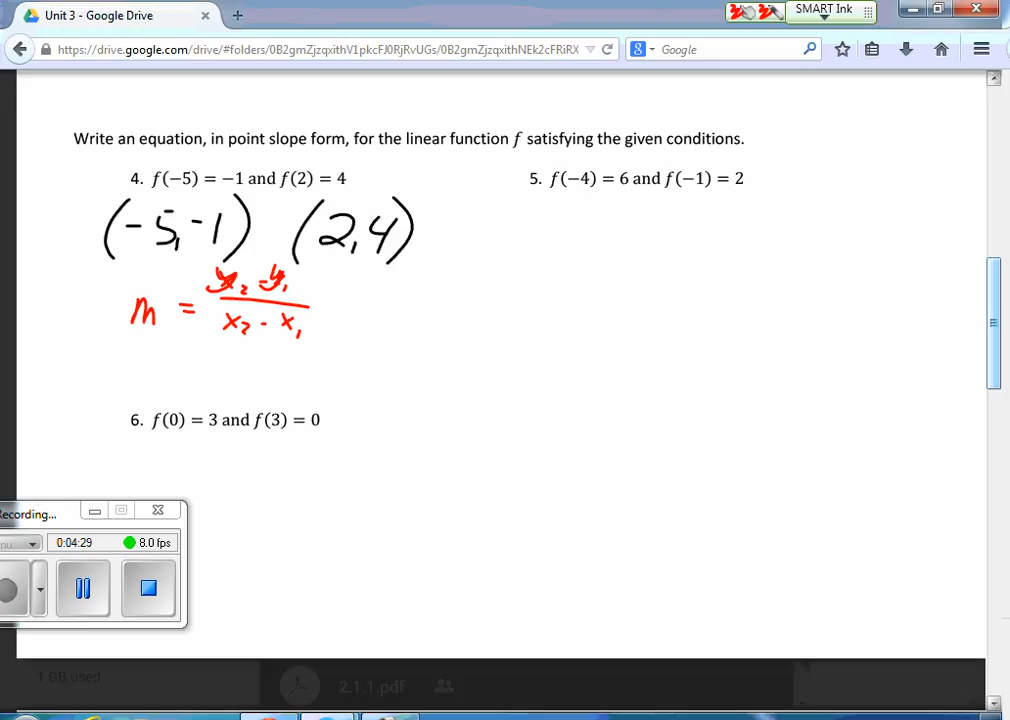 Unit 3 - Google Drive
SMART Ink
https://drive.google.com/drive/#folders/0B2gmZjzqxithV1pkcFJ0RjRvUGs/0B2gmZjzqxithNEk2cFRiRX
Google
Write an equation, in point slope form, for the linear function f satisfying the given conditions.
4. f(−5) = −1 and f(2) = 4
5. f(−4) = 6 and f(−1) = 2
(-5,-1) (2,4)
m = y₂ - y₁
x₂ - x₁
6. f(0) = 3 and f(3) = 0
Recording...
nu
0:04:29
8.0 fps
1 GB used
2.1.1.pdf